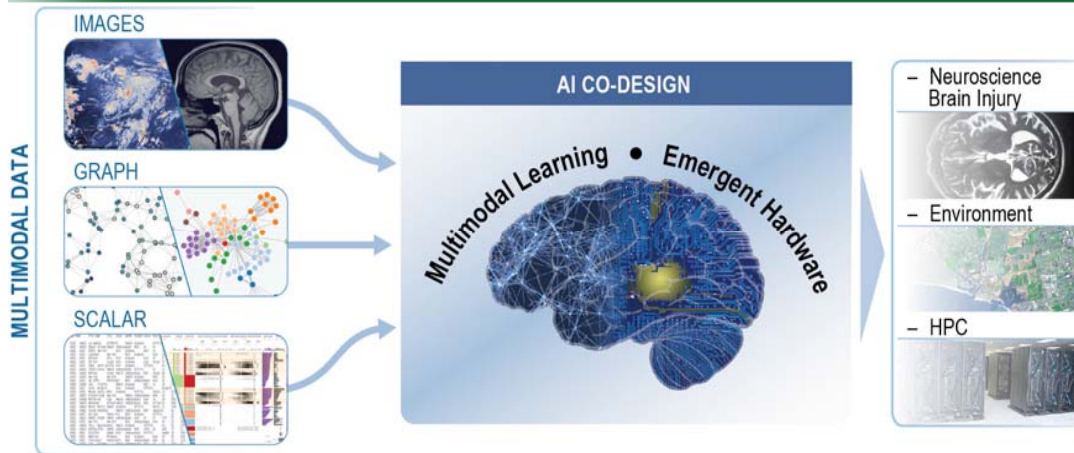 MULTIMODAL DATA
IMAGES
GRAPH
SCALAR
AI CO-DESIGN
Multimodal Learning • Emergent Hardware
– Neuroscience
Brain Injury
– Environment
– HPC